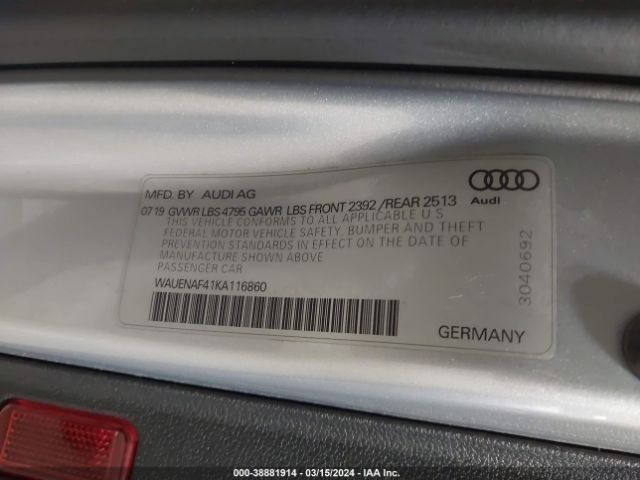 MFD. BY AUDI AG
07 19 GVWR LBS 4795 GAWR LBS FRONT 2392 / REAR 2513
THIS VEHICLE CONFORMS TO ALL APPLICABLE U S
FEDERAL MOTOR VEHICLE SAFETY, BUMPER AND THEFT
PREVENTION STANDARDS IN EFFECT ON THE DATE OF
MANUFACTURE SHOWN ABOVE
PASSENGER CAR
WAUENAF41KA116860
GERMANY
Audi
3040692
000-38881914 - 03/15/2024 - IAA Inc.